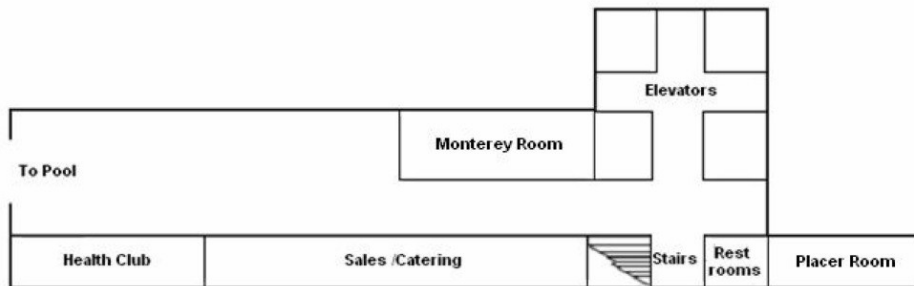 Elevators
Monterey Room
To Pool
Health Club
Sales /Catering
Stairs
Rest
rooms
Placer Room